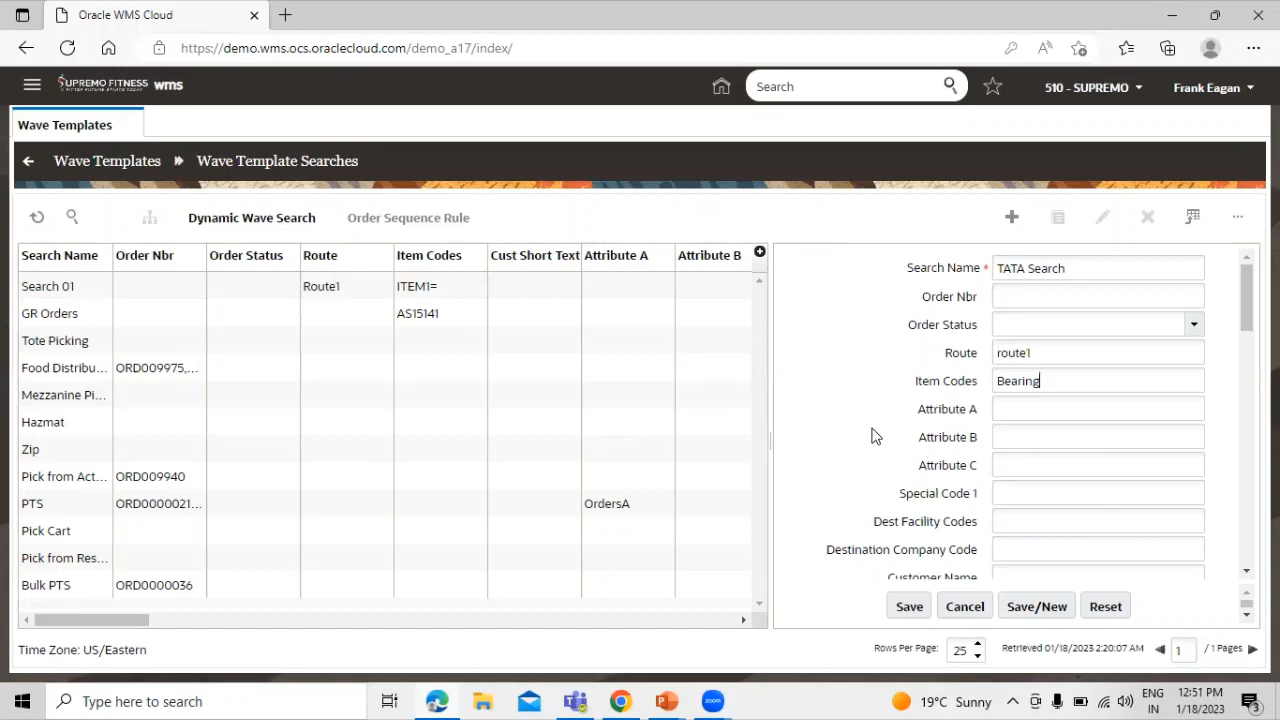 Oracle WMS Cloud
https://demo.wms.ocs.oraclecloud.com/demo_a17/index/
SUPREMO FITNESS wms
Search
510 - SUPREMO
Frank Eagan
Wave Templates
Wave Templates Wave Template Searches
Dynamic Wave Search Order Sequence Rule
Search Name Order Nbr Order Status Route Item Codes Cust Short Text Attribute A Attribute B
Search 01 Route1 ITEM1=
GR Orders AS15141
Tote Picking
Food Distribu... ORD009975,...
Mezzanine Pi...
Hazmat
Zip
Pick from Act... ORD009940
PTS ORD0000021... OrdersA
Pick Cart
Pick from Res...
Bulk PTS ORD0000036
Search Name * TATA Search
Order Nbr
Order Status
Route route1
Item Codes Bearing
Attribute A
Attribute B
Attribute C
Special Code 1
Dest Facility Codes
Destination Company Code
Customer Name
Save Cancel Save/New Reset
Time Zone: US/Eastern
Rows Per Page: 25 Retrieved 01/18/2023 2:20:07 AM 1 / 1 Pages
Type here to search
19°C Sunny
ENG
IN
12:51 PM
1/18/2023
3